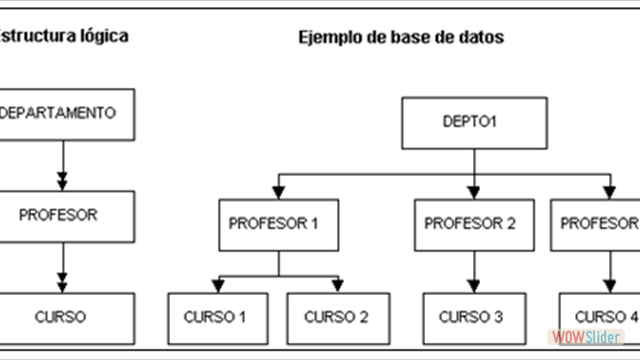 Estructura lógica
Ejemplo de base de datos
DEPARTAMENTO
DEPTO1
PROFESOR
PROFESOR 1
PROFESOR 2
PROFESOR
CURSO
CURSO 1
CURSO 2
CURSO 3
CURSO 4
WOWSlider